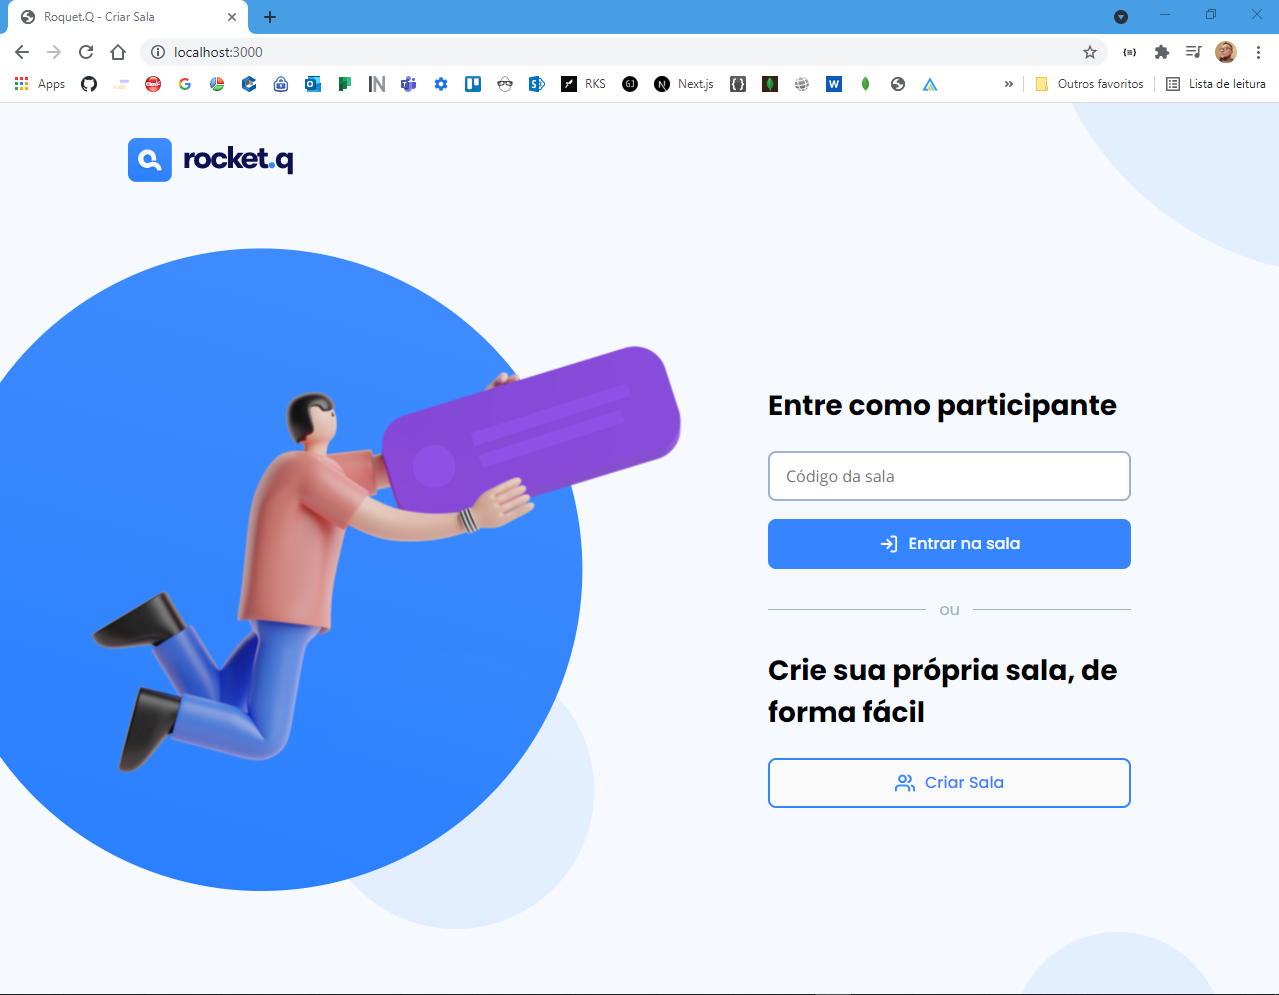 Roquet.Q - Criar Sala
localhost:3000
Apps
RKS
GJ
N
Next.js
W
»
Outros favoritos
Lista de leitura
rocket.q
Entre como participante
Código da sala
Entrar na sala
ou
Crie sua própria sala, de
forma fácil
Criar Sala